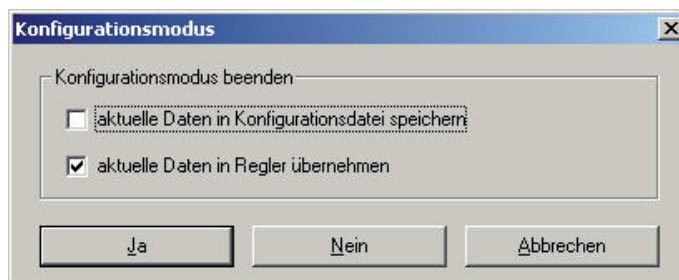 Konfigurationsmodus
Konfigurationsmodus beenden
aktuelle Daten in Konfigurationsdatei speichern
aktuelle Daten in Regler übernehmen
Ja Nein Abbrechen